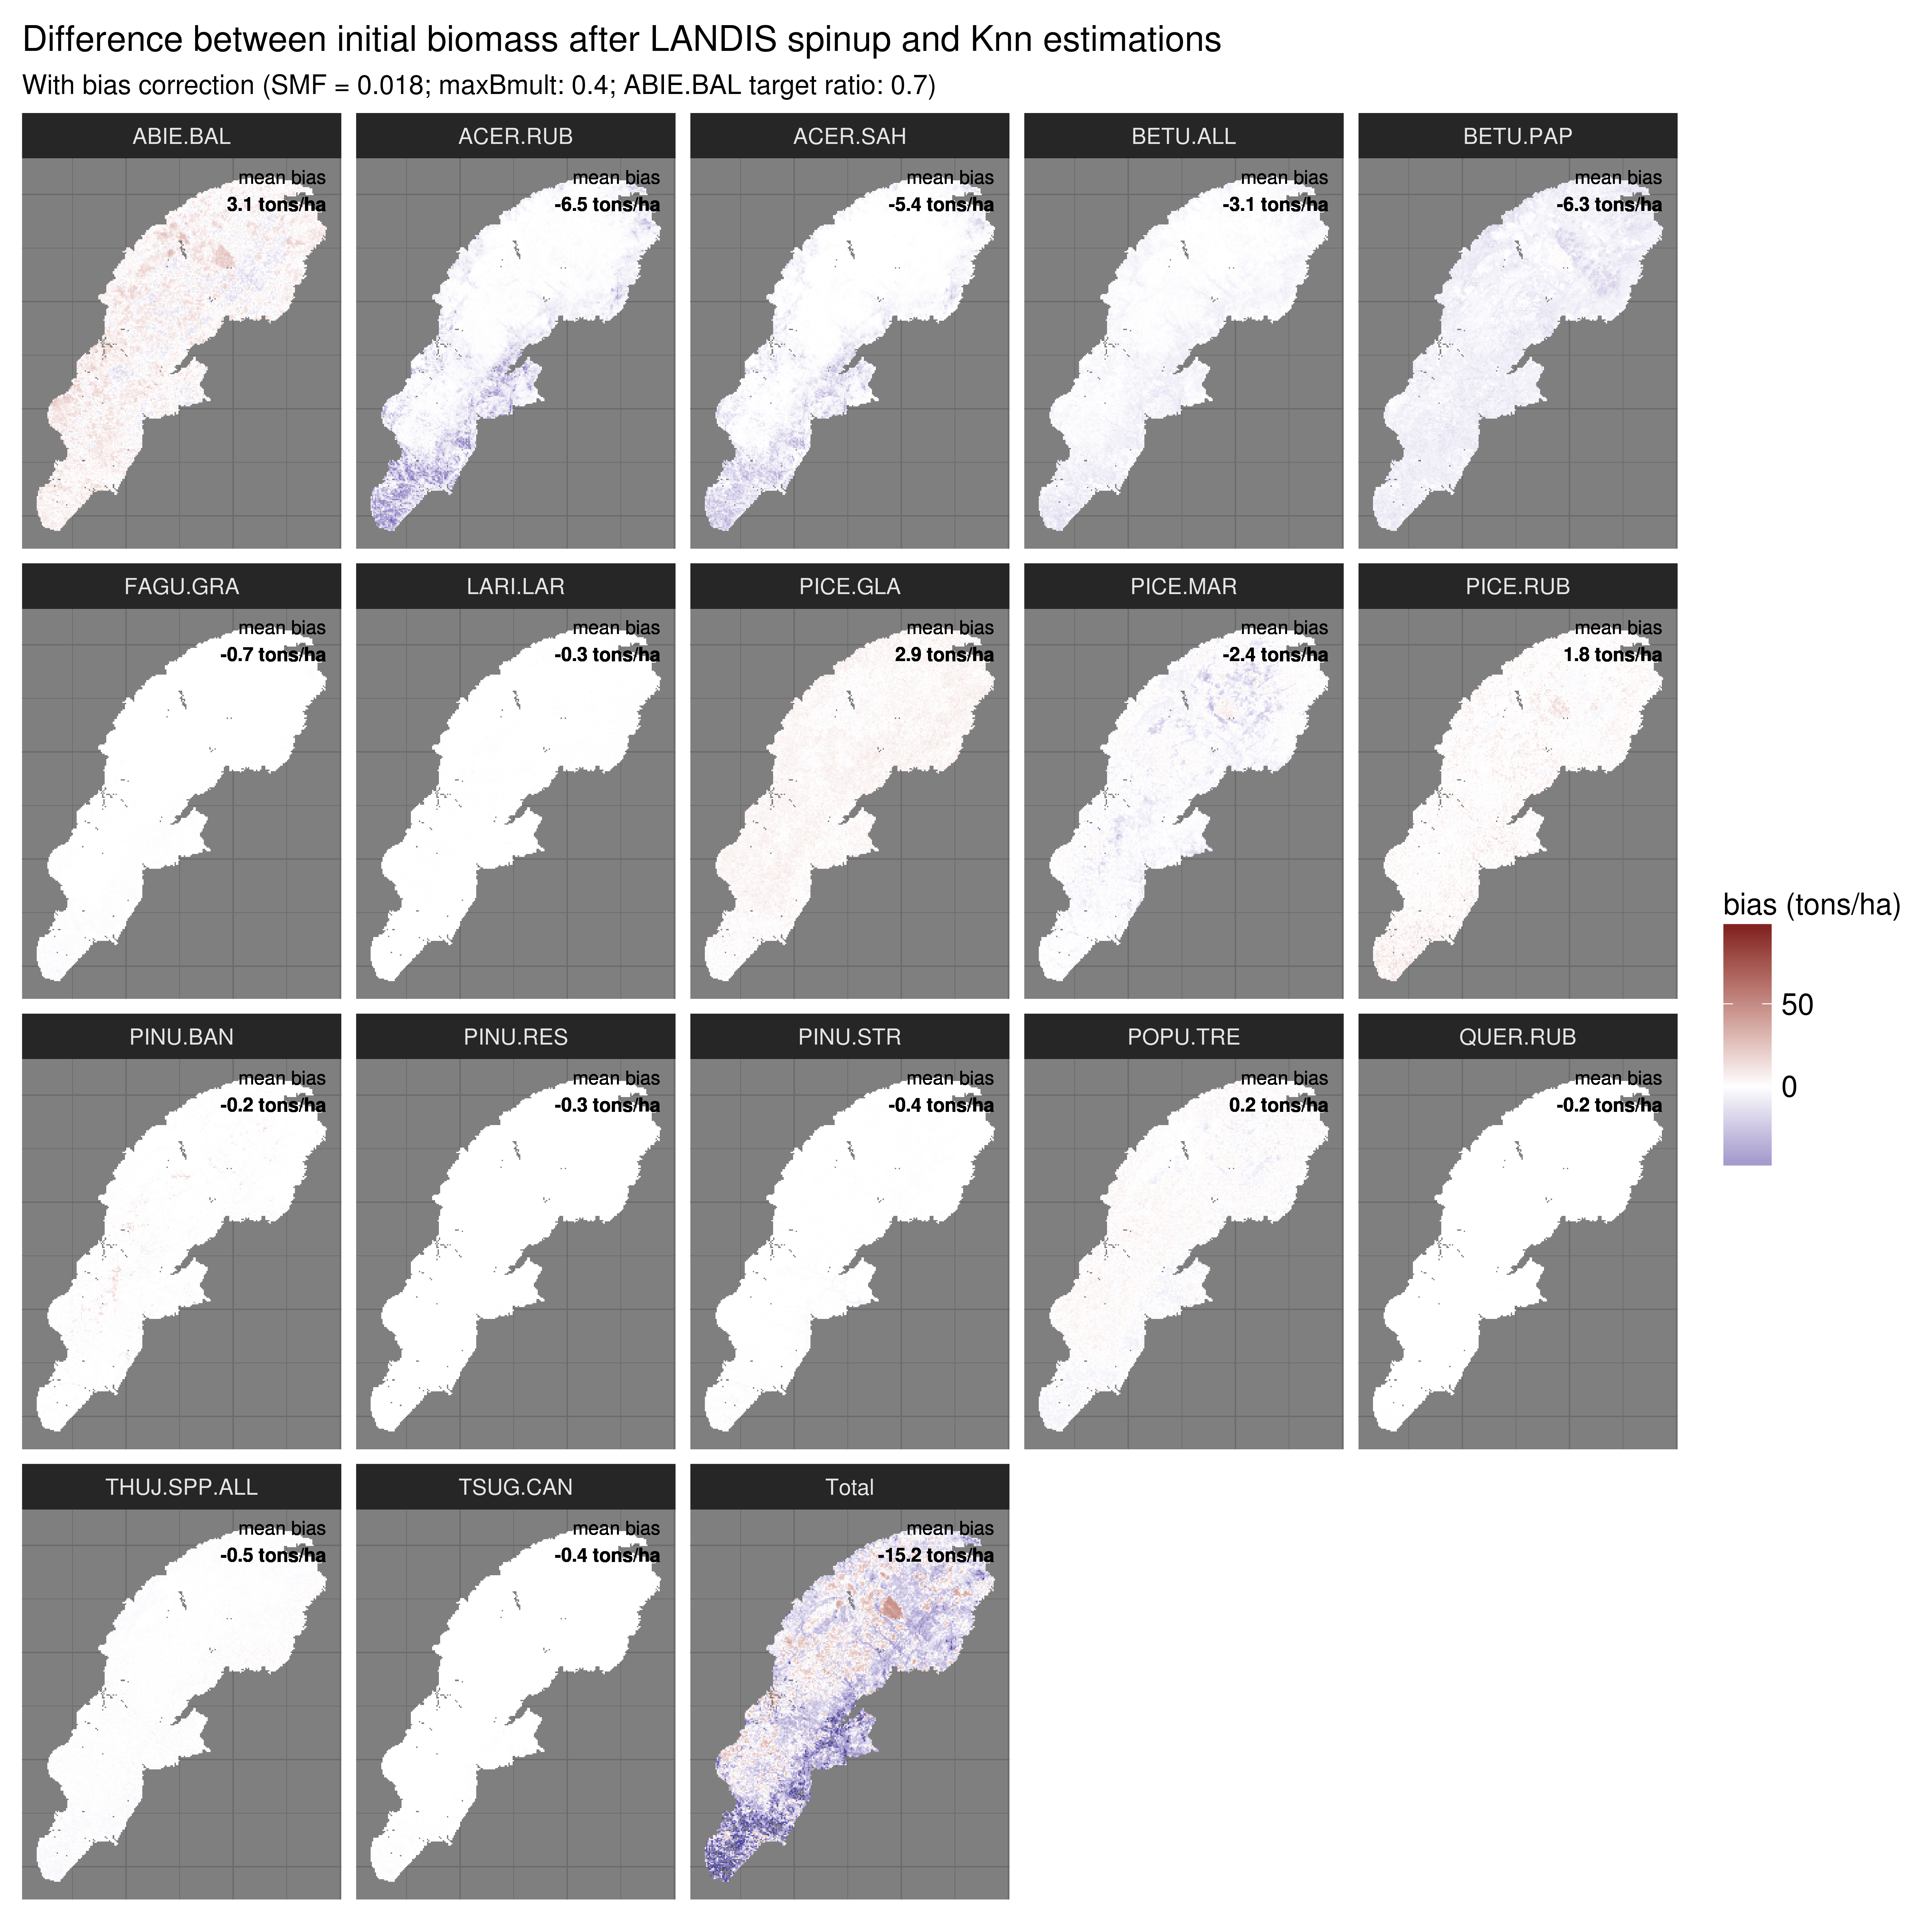 Difference between initial biomass after LANDIS spinup and Knn estimations
With bias correction (SMF = 0.018; maxBmult: 0.4; ABIE.BAL target ratio: 0.7)
ABIE.BAL
mean bias
3.1 tons/ha
ACER.RUB
mean bias
-6.5 tons/ha
ACER.SAH
mean bias
-5.4 tons/ha
BETU.ALL
mean bias
-3.1 tons/ha
BETU.PAP
mean bias
-6.3 tons/ha
FAGU.GRA
mean bias
-0.7 tons/ha
LARI.LAR
mean bias
-0.3 tons/ha
PICE.GLA
mean bias
2.9 tons/ha
PICE.MAR
mean bias
-2.4 tons/ha
PICE.RUB
mean bias
1.8 tons/ha
PINU.BAN
mean bias
-0.2 tons/ha
PINU.RES
mean bias
-0.3 tons/ha
PINU.STR
mean bias
-0.4 tons/ha
POPU.TRE
mean bias
0.2 tons/ha
QUER.RUB
mean bias
-0.2 tons/ha
THUJ.SPP.ALL
mean bias
-0.5 tons/ha
TSUG.CAN
mean bias
-0.4 tons/ha
Total
mean bias
-15.2 tons/ha
bias (tons/ha)
50
0